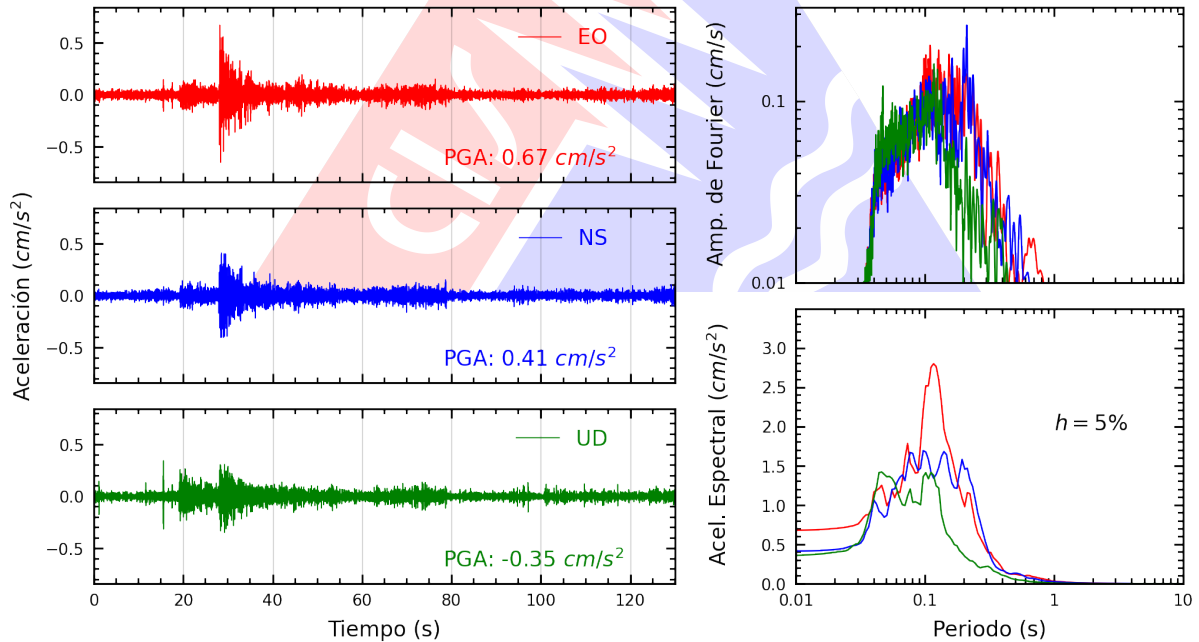 Aceleración (cm/s²)
0.5
0.0
−0.5
EO
PGA: 0.67 cm/s²
0.5
0.0
−0.5
NS
PGA: 0.41 cm/s²
0.5
0.0
−0.5
UD
PGA: -0.35 cm/s²
0 20 40 60 80 100 120
Tiempo (s)
Amp. de Fourier (cm/s)
0.1
0.01
Acel. Espectral (cm/s²)
3.0
2.5
2.0
1.5
1.0
0.5
0.0
h = 5%
0.01 0.1 1 10
Periodo (s)